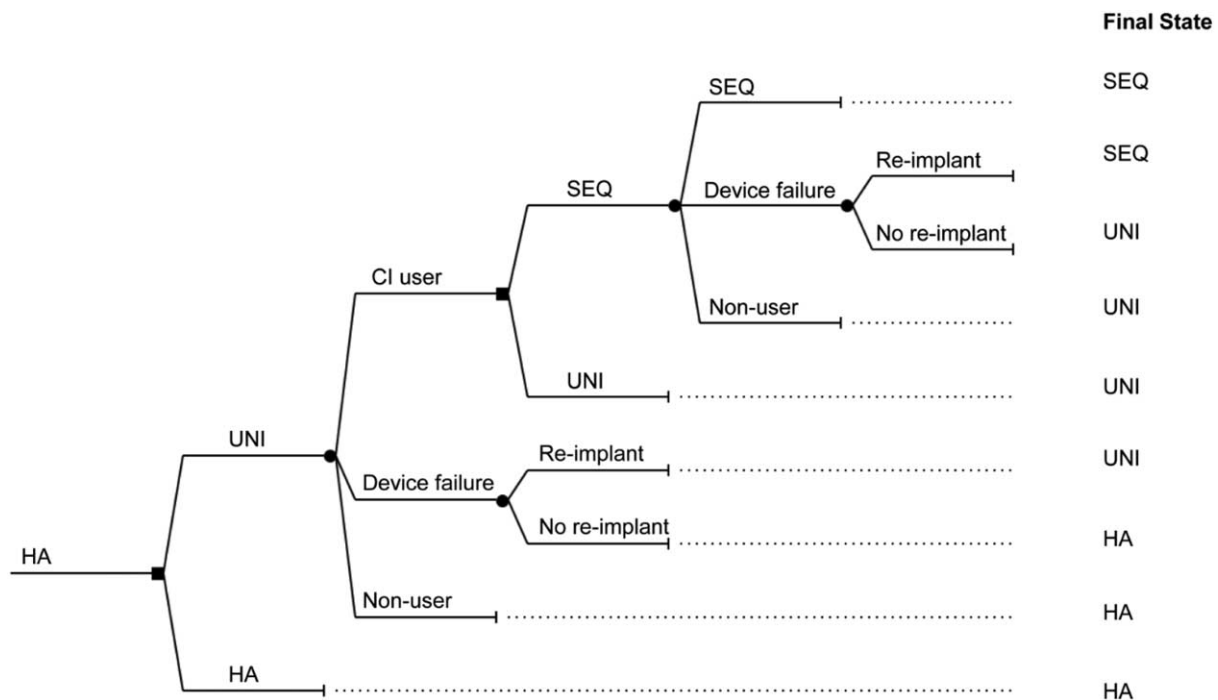 Final State
SEQ
SEQ
Re-implant
SEQ
SEQ
Device failure
No re-implant
UNI
CI user
Non-user
UNI
UNI
UNI
UNI
Re-implant
UNI
Device failure
No re-implant
HA
HA
Non-user
HA
HA
HA